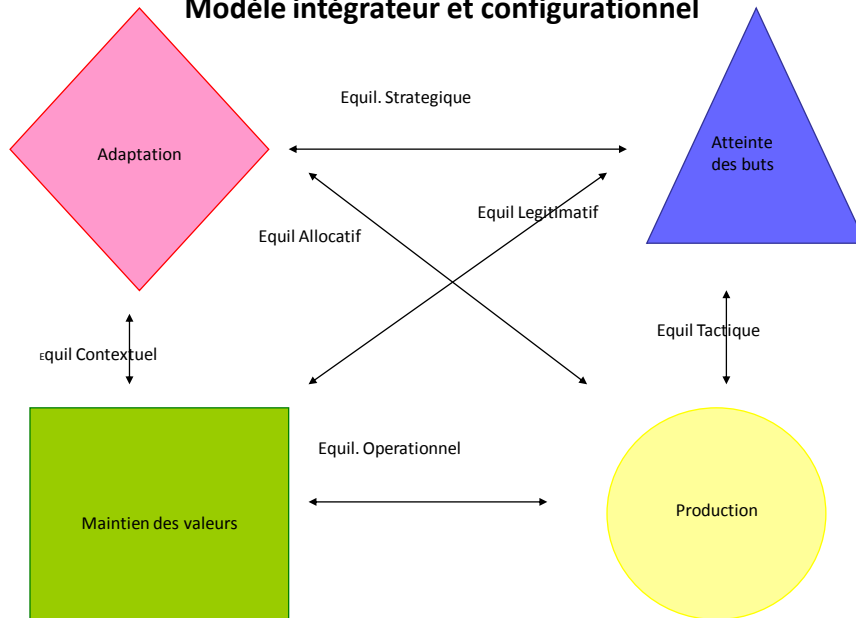 Modèle intégrateur et configurationnel
Equil. Strategique
Adaptation
Atteinte
des buts
Equil Legitimatif
Equil Allocatif
Equil Tactique
Equil Contextuel
Equil. Operationnel
Maintien des valeurs
Production